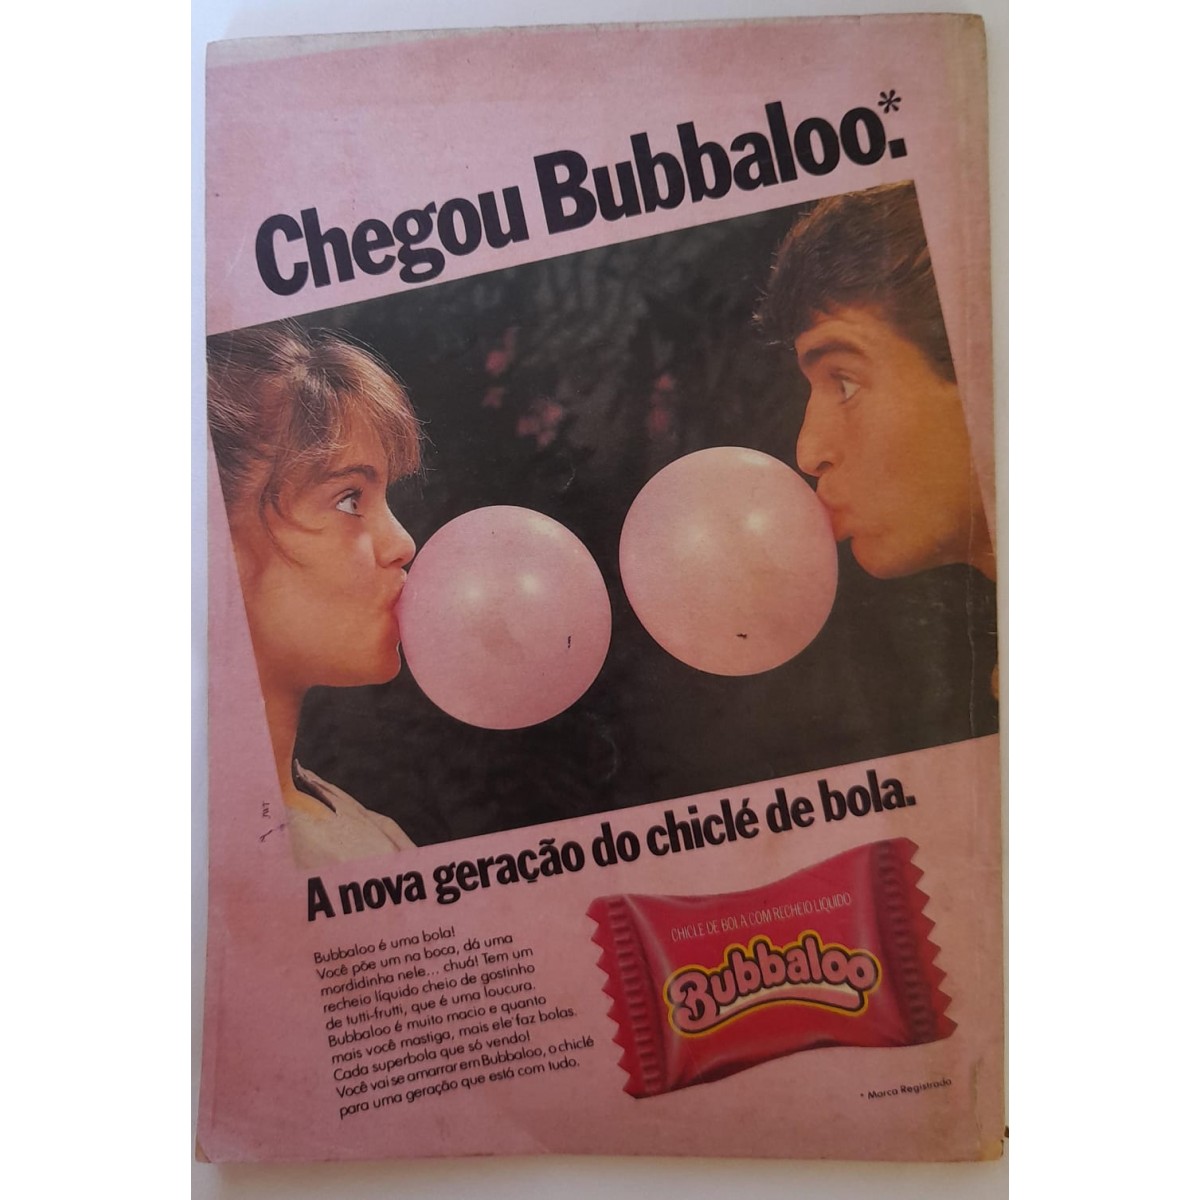 Chegou Bubbaloo.*
A nova geração do chiclé de bola.
Bubbaloo é uma bola!
Você põe um na boca, dá uma
mordidinha nele... chuá! Tem um
recheio líquido cheio de gostinho
de tutti-frutti, que é uma loucura.
Bubbaloo é muito macio e quanto
mais você mastiga, mais ele faz bolas.
Cada superbola que só vendo!
Você vai se amarrar em Bubbaloo, o chiclé
para uma geração que está com tudo.
CHICLE DE BOLA COM RECHEIO LIQUIDO
Bubbaloo
* Marca Registrada